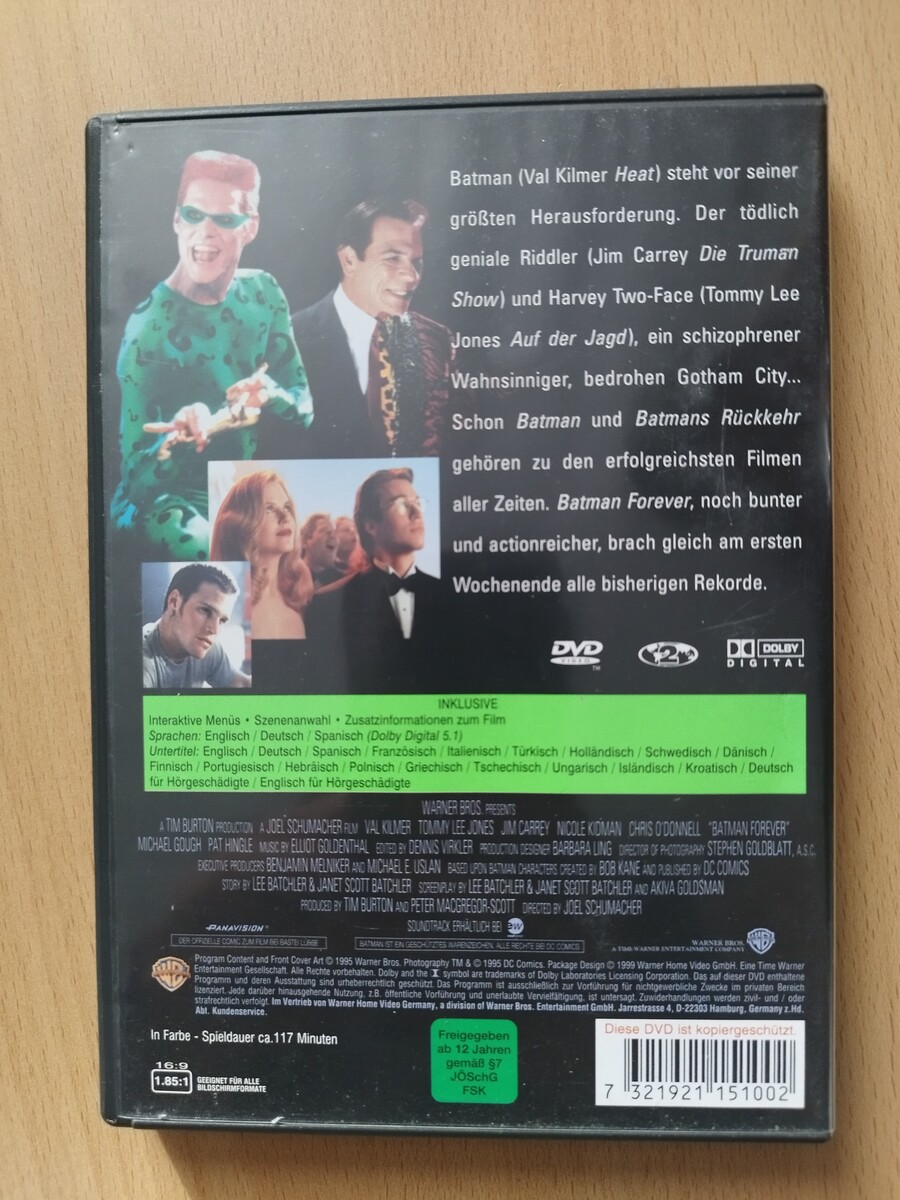 Batman (Val Kilmer Heat) steht vor seiner
größten Herausforderung. Der tödlich
geniale Riddler (Jim Carrey Die Truman
Show) und Harvey Two-Face (Tommy Lee
Jones Auf der Jagd), ein schizophrener
Wahnsinniger, bedrohen Gotham City...
Schon Batman und Batmans Rückkehr
gehören zu den erfolgreichsten Filmen
aller Zeiten. Batman Forever, noch bunter
und actionreicher, brach gleich am ersten
Wochenende alle bisherigen Rekorde.
DVD
VIDEO
TM
2
DOLBY
DIGITAL
INKLUSIVE
Interaktive Menüs • Szenenanwahl • Zusatzinformationen zum Film
Sprachen: Englisch / Deutsch / Spanisch (Dolby Digital 5.1)
Untertitel: Englisch / Deutsch / Spanisch / Französisch / Italienisch / Türkisch / Holländisch / Schwedisch / Dänisch /
Finnisch / Portugiesisch / Hebräisch / Polnisch / Griechisch / Tschechisch / Ungarisch / Isländisch / Kroatisch / Deutsch
für Hörgeschädigte / Englisch für Hörgeschädigte
WARNER BROS. PRESENTS
A TIM BURTON PRODUCTION A JOEL SCHUMACHER FILM VAL KILMER TOMMY LEE JONES JIM CARREY NICOLE KIDMAN CHRIS O'DONNELL "BATMAN FOREVER"
MICHAEL GOUGH PAT HINGLE MUSIC BY ELLIOT GOLDENTHAL EDITED BY DENNIS VIRKLER PRODUCTION DESIGNER BARBARA LING DIRECTOR OF PHOTOGRAPHY STEPHEN GOLDBLATT, A.S.C.
EXECUTIVE PRODUCERS BENJAMIN MELNIKER AND MICHAEL E. USLAN BASED UPON BATMAN CHARACTERS CREATED BY BOB KANE AND PUBLISHED BY DC COMICS
STORY BY LEE BATCHLER & JANET SCOTT BATCHLER SCREENPLAY BY LEE BATCHLER & JANET SCOTT BATCHLER AND AKIVA GOLDSMAN
PRODUCED BY TIM BURTON AND PETER MACGREGOR-SCOTT DIRECTED BY JOEL SCHUMACHER
SOUNDTRACK ERHÄLTLICH BEI ew
PANAVISION®
DER OFFIZIELLE COMIC ZUM FILM BEI BASTEI LÜBBE
BATMAN IST EIN GESCHÜTZTES WARENZEICHEN. ALLE RECHTE BEI DC COMICS
WARNER BROS.
A TIME WARNER ENTERTAINMENT COMPANY
Program Content and Front Cover Art © 1995 Warner Bros. Photography TM & © 1995 DC Comics. Package Design © 1999 Warner Home Video GmbH. Eine Time Warner
Entertainment Gesellschaft. Alle Rechte vorbehalten. Dolby and the symbol are trademarks of Dolby Laboratories Licensing Corporation. Das auf dieser DVD enthaltene
Programm und deren Ausstattung sind urheberrechtlich geschützt. Das Programm ist ausschließlich zur Vorführung für nichtgewerbliche Zwecke im privaten Bereich
lizenziert. Jede darüber hinausgehende Nutzung, z.B. öffentliche Vorführung und unerlaubte Vervielfältigung, ist untersagt. Zuwiderhandlungen werden zivil- und / oder
strafrechtlich verfolgt. Im Vertrieb von Warner Home Video Germany, a division of Warner Bros. Entertainment GmbH. Jarrestrasse 4, D-22303 Hamburg, Germany z.Hd.
Abt. Kundenservice.
In Farbe - Spieldauer ca.117 Minuten
16:9
1.85:1
GEEIGNET FÜR ALLE
BILDSCHIRMFORMATE
Freigegeben
ab 12 Jahren
gemäß §7
JÖSchG
FSK
Diese DVD ist kopiergeschützt.
7 321921 151002